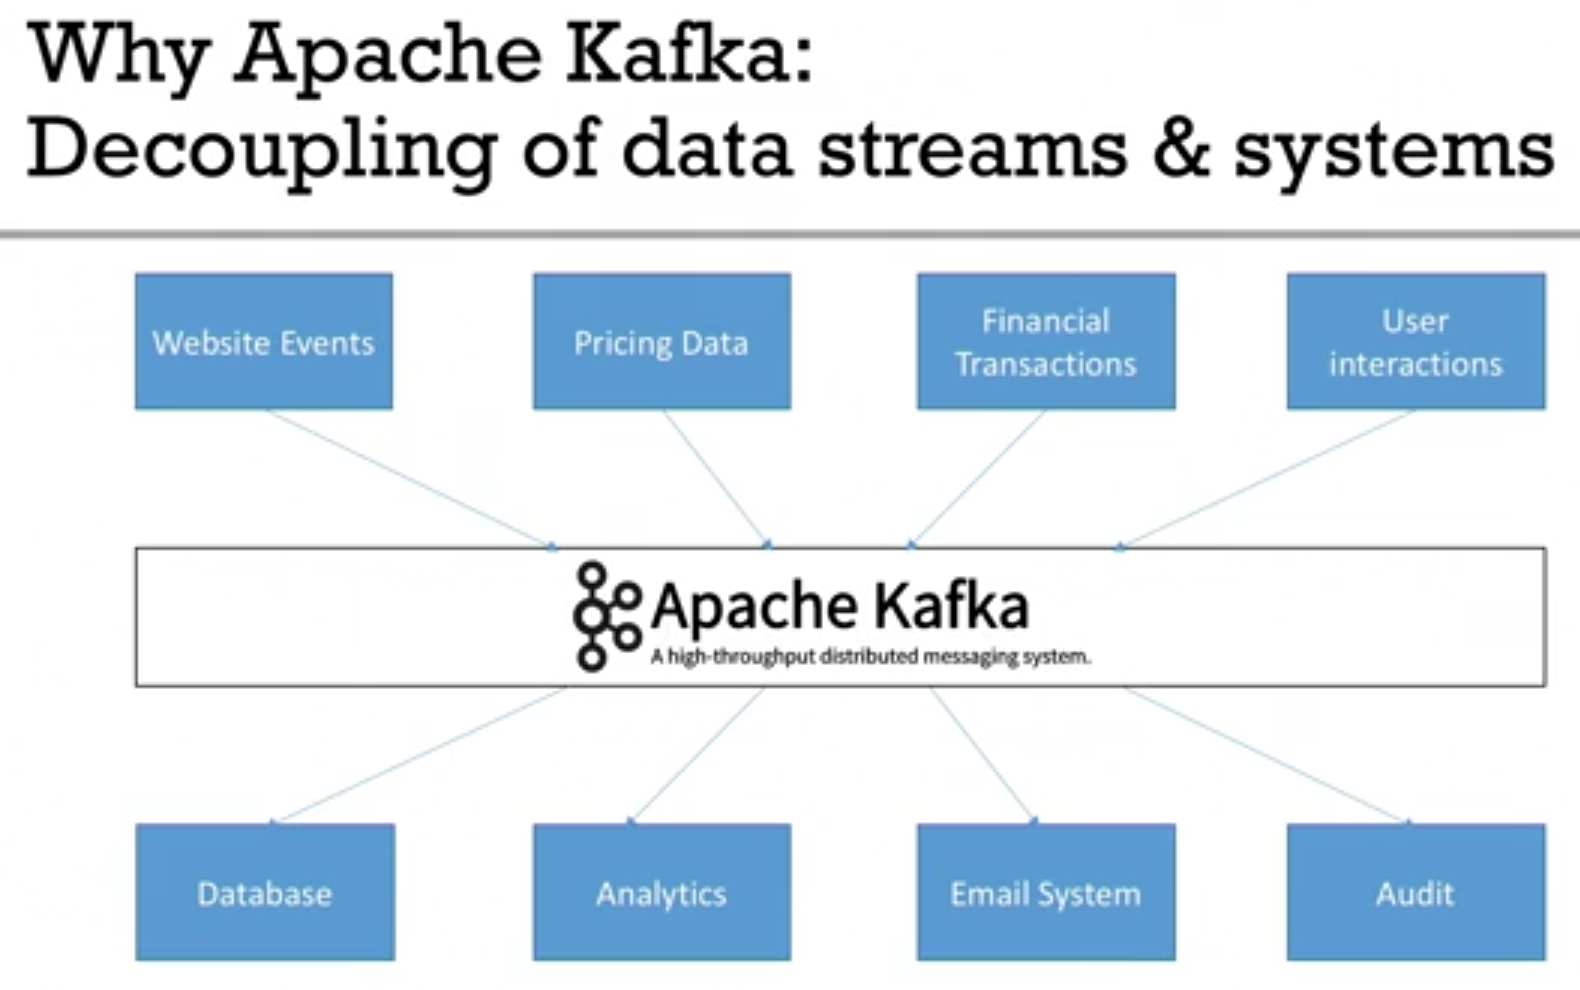 Why Apache Kafka:
Decoupling of data streams & systems
Website Events
Pricing Data
Financial
Transactions
User
interactions
Apache Kafka
A high-throughput distributed messaging system.
Database
Analytics
Email System
Audit